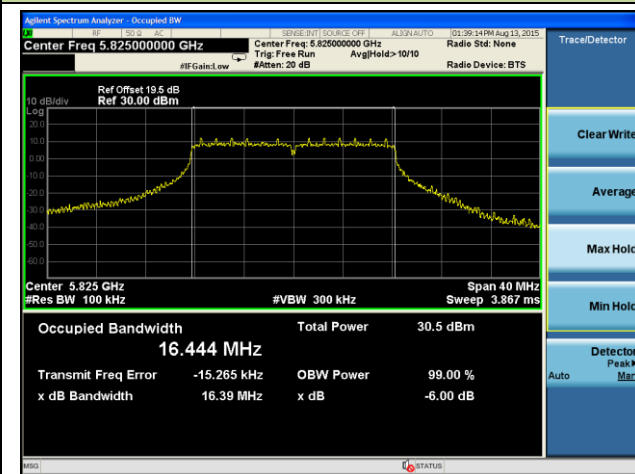 Agilent Spectrum Analyzer - Occupied BW
RF 50 Ω AC SENSE:INT SOURCE OFF ALIGN AUTO 01:39:14 PM Aug 13, 2015
Center Freq 5.825000000 GHz
Center Freq: 5.825000000 GHz
Radio Std: None
Trig: Free Run Avg|Hold:> 10/10
#IFGain:Low #Atten: 20 dB Radio Device: BTS
Trace/Detector
Ref Offset 19.5 dB
10 dB/div Ref 30.00 dBm
Log
20.0
10.0
0.00
-10.0
-20.0
-30.0
-40.0
-50.0
-60.0
Center 5.825 GHz Span 40 MHz
#Res BW 100 kHz #VBW 300 kHz Sweep 3.867 ms
Occupied Bandwidth Total Power 30.5 dBm
16.444 MHz
Transmit Freq Error -15.265 kHz OBW Power 99.00 %
x dB Bandwidth 16.39 MHz x dB -6.00 dB
Clear Write
Average
Max Hold
Min Hold
Detector
Peak
Auto Man
MSG STATUS